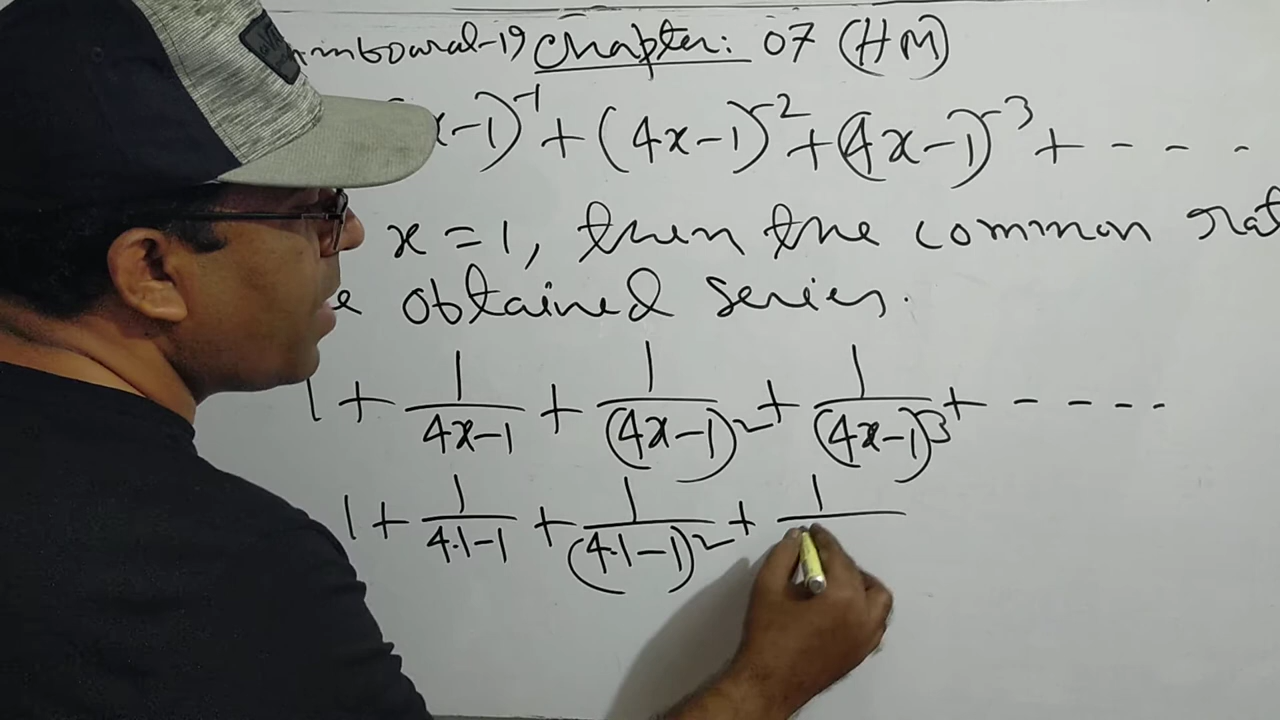 Chapter: 07 (HM)
x-1)^-1 + (4x-1)^-2 + (4x-1)^-3 + - - - -
x = 1, then the common rat
e obtained series.
1 + 1/(4x-1) + 1/(4x-1)^2 + 1/(4x-1)^3 + - - - -
1 + 1/(4.1-1) + 1/(4.1-1)^2 + 1/